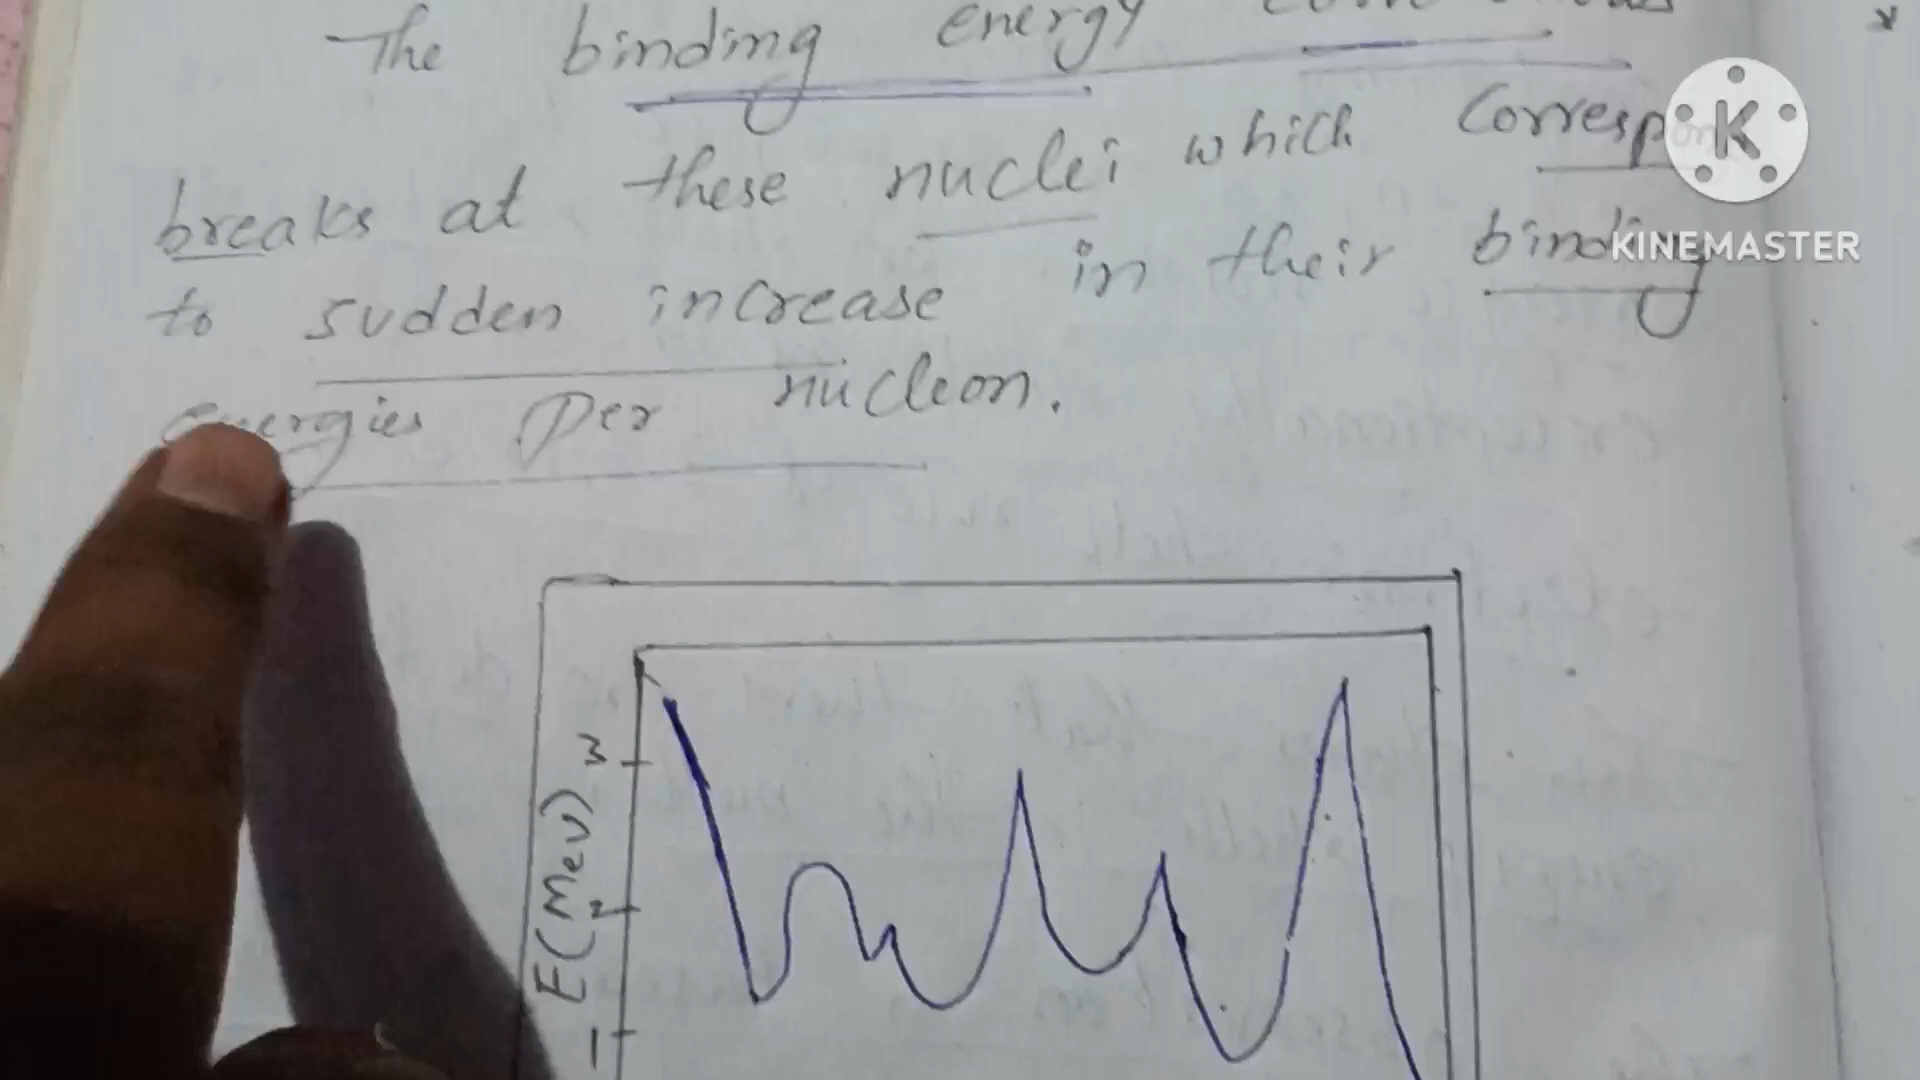 The binding energy
breaks at these nuclei which Corresp
to sudden increase in their binding
energies Per nucleon.
K
KINEMASTER
E(MeV)
3
2
1